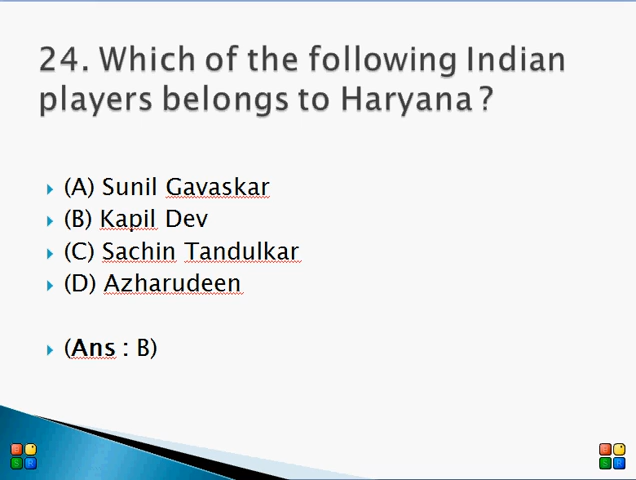 24. Which of the following Indian
players belongs to Haryana ?
(A) Sunil Gavaskar
(B) Kapil Dev
(C) Sachin Tandulkar
(D) Azharudeen
(Ans : B)